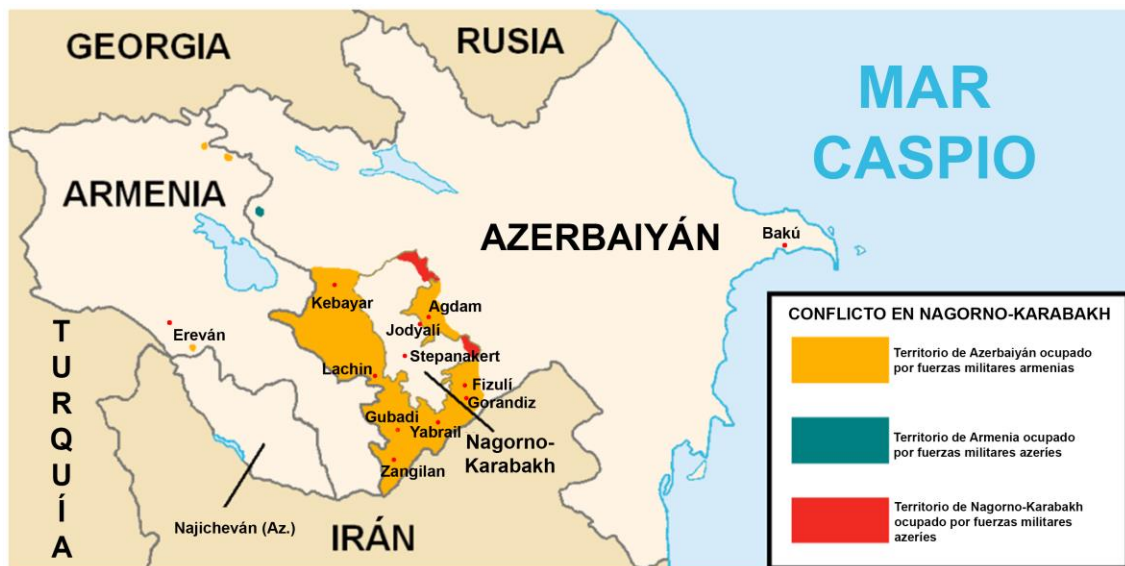 GEORGIA
RUSIA
MAR
CASPIO
ARMENIA
AZERBAIYÁN
Bakú
Kebayar
Agdam
Jodyalí
Ereván
Stepanakert
Lachin
Fizulí
Gorandiz
Gubadi
Yabrail
Nagorno-
Karabakh
Zangilan
Najicheván (Az.)
IRÁN
TURQUÍA
CONFLICTO EN NAGORNO-KARABAKH
Territorio de Azerbaiyán ocupado
por fuerzas militares armenias
Territorio de Armenia ocupado
por fuerzas militares azeríes
Territorio de Nagorno-Karabakh
ocupado por fuerzas militares
azeríes